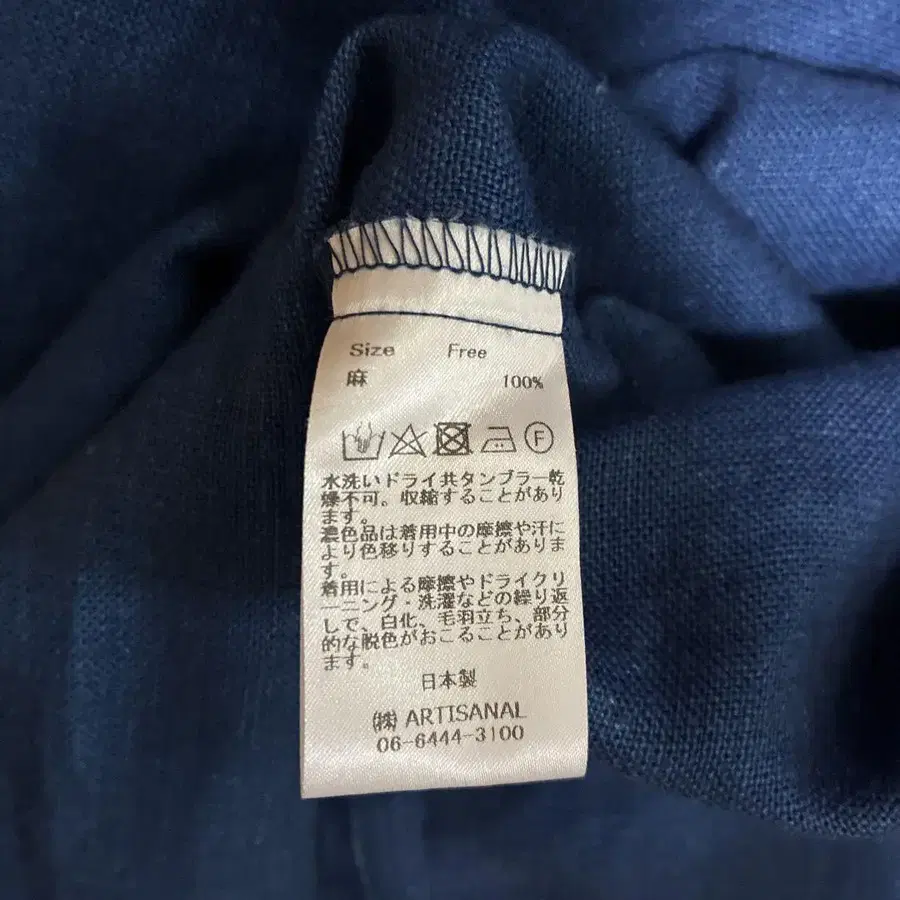 Size Free
麻 100%
F
水洗いドライ共タンブラー乾
燥不可。収縮することがあり
ます。
濃色品は着用中の摩擦や汗に
より色移りすることがありま
す。
着用による摩擦やドライクリ
ーニング・洗濯などの繰り返
しで、白化、毛羽立ち、部分
的な脱色がおこることがあり
ます。
日本製
㈱ ARTISANAL
06-6444-3100